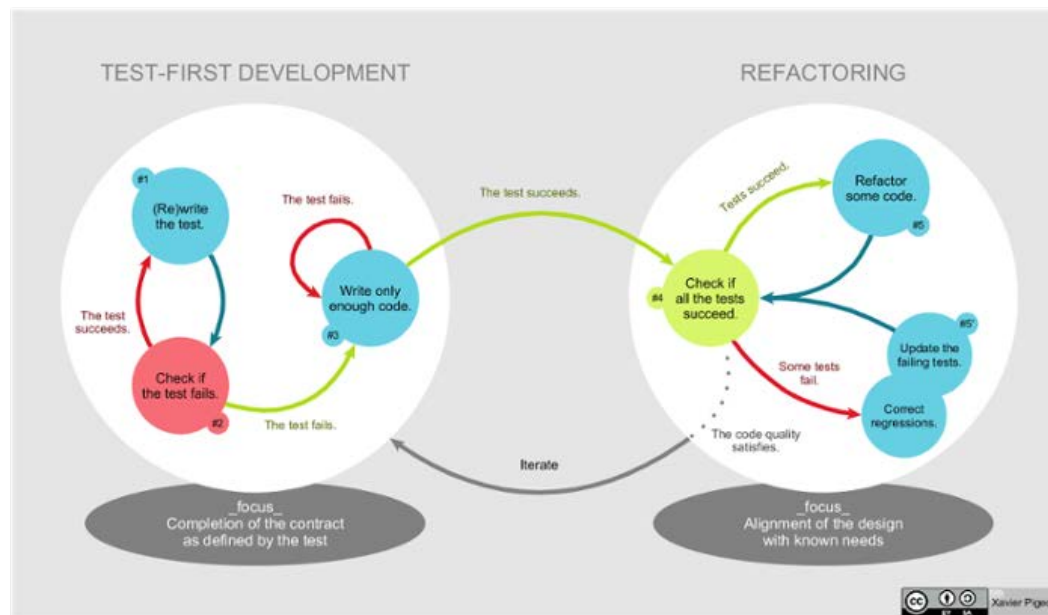 TEST-FIRST DEVELOPMENT
REFACTORING
#1
(Re)write
the test.
The test
succeeds.
Check if
the test fails.
#2
The test fails.
The test fails.
Write only
enough code.
#3
The test succeeds.
Tests succeed.
Refactor
some code.
#5
#4
Check if
all the tests
succeed.
#5'
Update the
failing tests.
Some tests
fail.
Correct
regressions.
The code quality
satisfies.
Iterate
_focus_
Completion of the contract
as defined by the test
_focus_
Alignment of the design
with known needs
cc
BY SA
Xavier